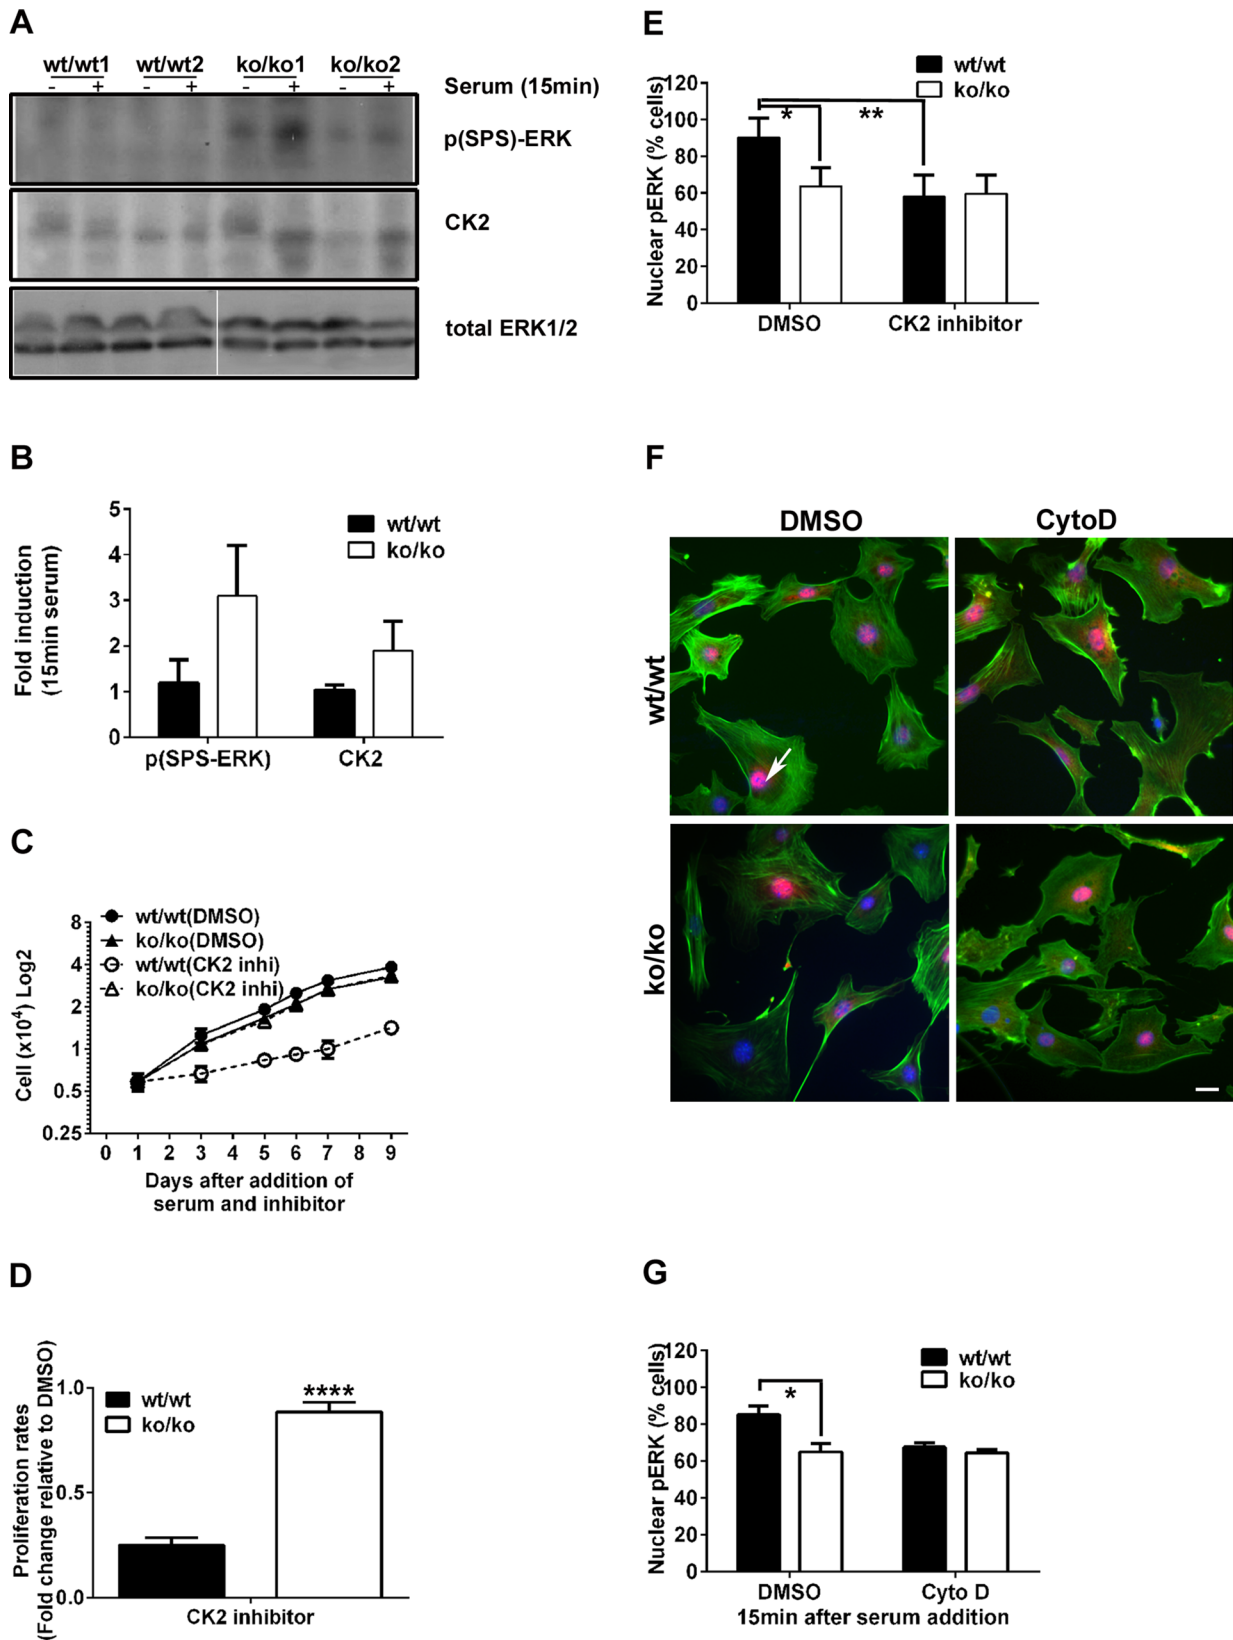 A
wt/wt1 wt/wt2 ko/ko1 ko/ko2
- + - + - + - + Serum (15min)
p(SPS)-ERK
CK2
total ERK1/2
B
Fold induction
(15min serum)
5
4
3
2
1
0
wt/wt
ko/ko
p(SPS-ERK) CK2
C
Cell (x10⁴) Log2
8
4
2
1
0.5
0.25
wt/wt(DMSO)
ko/ko(DMSO)
wt/wt(CK2 inhi)
ko/ko(CK2 inhi)
0 1 2 3 4 5 6 7 8 9
Days after addition of
serum and inhibitor
D
Proliferation rates
(Fold change relative to DMSO)
1.0
0.5
0.0
wt/wt
ko/ko
****
CK2 inhibitor
E
Nuclear pERK (% cells)
120
100
80
60
40
20
0
wt/wt
ko/ko
* **
DMSO CK2 inhibitor
F
DMSO CytoD
wt/wt
ko/ko
G
Nuclear pERK (% cells)
120
100
80
60
40
20
0
wt/wt
ko/ko
*
DMSO Cyto D
15min after serum addition